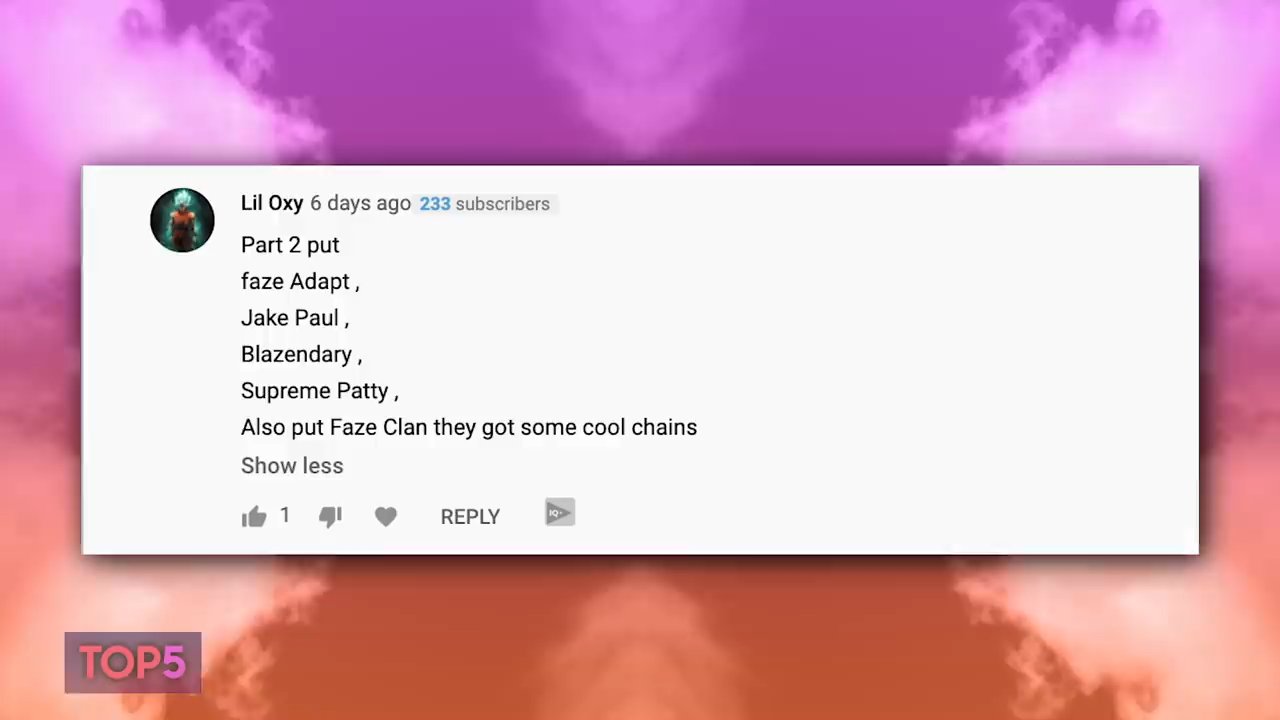 Lil Oxy 6 days ago 233 subscribers
Part 2 put
faze Adapt ,
Jake Paul ,
Blazendary ,
Supreme Patty ,
Also put Faze Clan they got some cool chains
Show less
1 REPLY IQ
TOP5